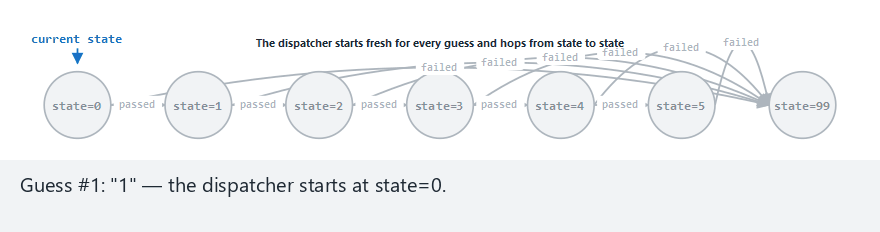 current state
The dispatcher starts fresh for every guess and hops from state to state
failed
failed
failed
failed
failed
failed
state=0
passed
state=1
passed
state=2
passed
state=3
passed
state=4
passed
state=5
state=99
Guess #1: "1" — the dispatcher starts at state=0.